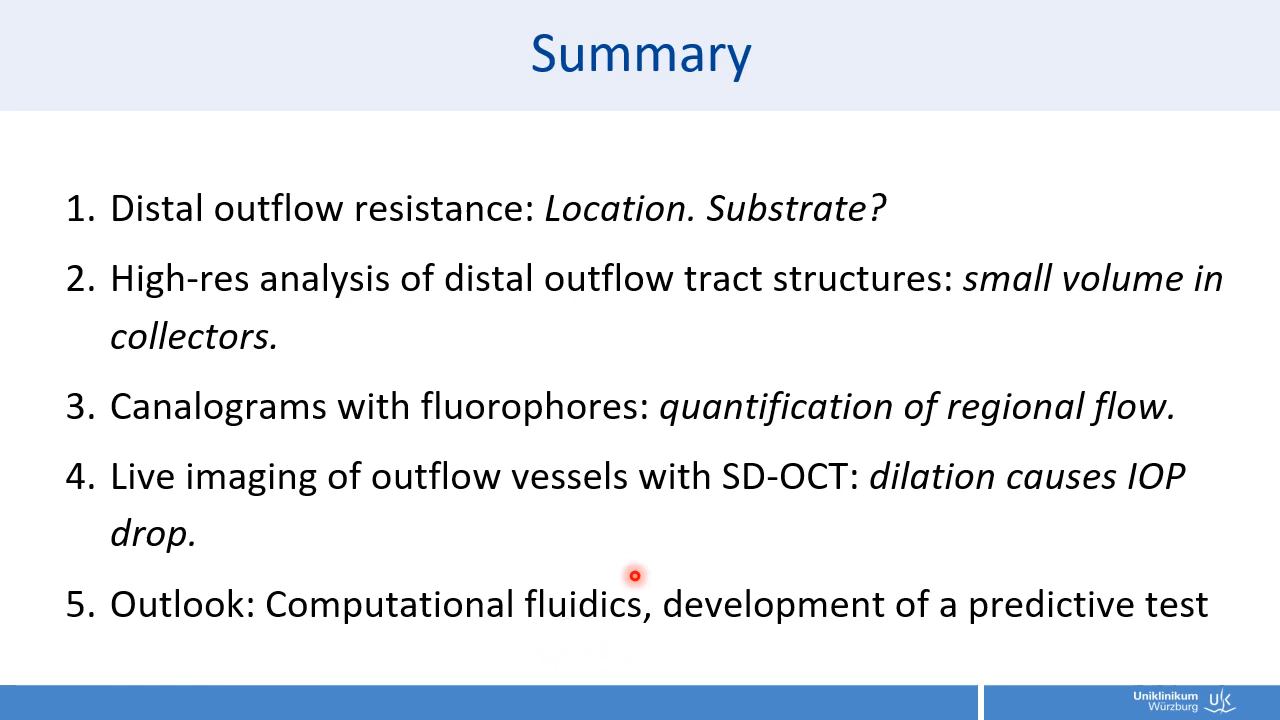 Summary
1. Distal outflow resistance: Location. Substrate?
2. High-res analysis of distal outflow tract structures: small volume in
collectors.
3. Canalograms with fluorophores: quantification of regional flow.
4. Live imaging of outflow vessels with SD-OCT: dilation causes IOP
drop.
5. Outlook: Computational fluidics, development of a predictive test
Uniklinikum
Würzburg
UK